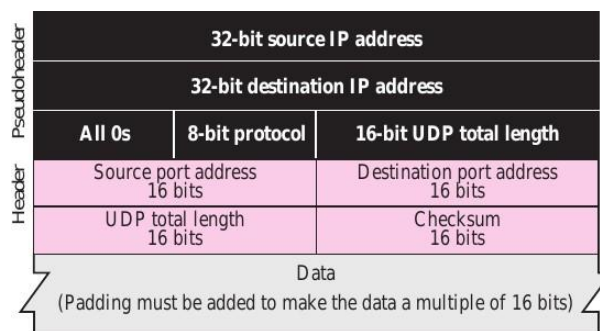 Pseudoheader
32-bit source IP address
32-bit destination IP address
All 0s 8-bit protocol 16-bit UDP total length
Header
Source port address Destination port address
16 bits 16 bits
UDP total length Checksum
16 bits 16 bits
Data
(Padding must be added to make the data a multiple of 16 bits)